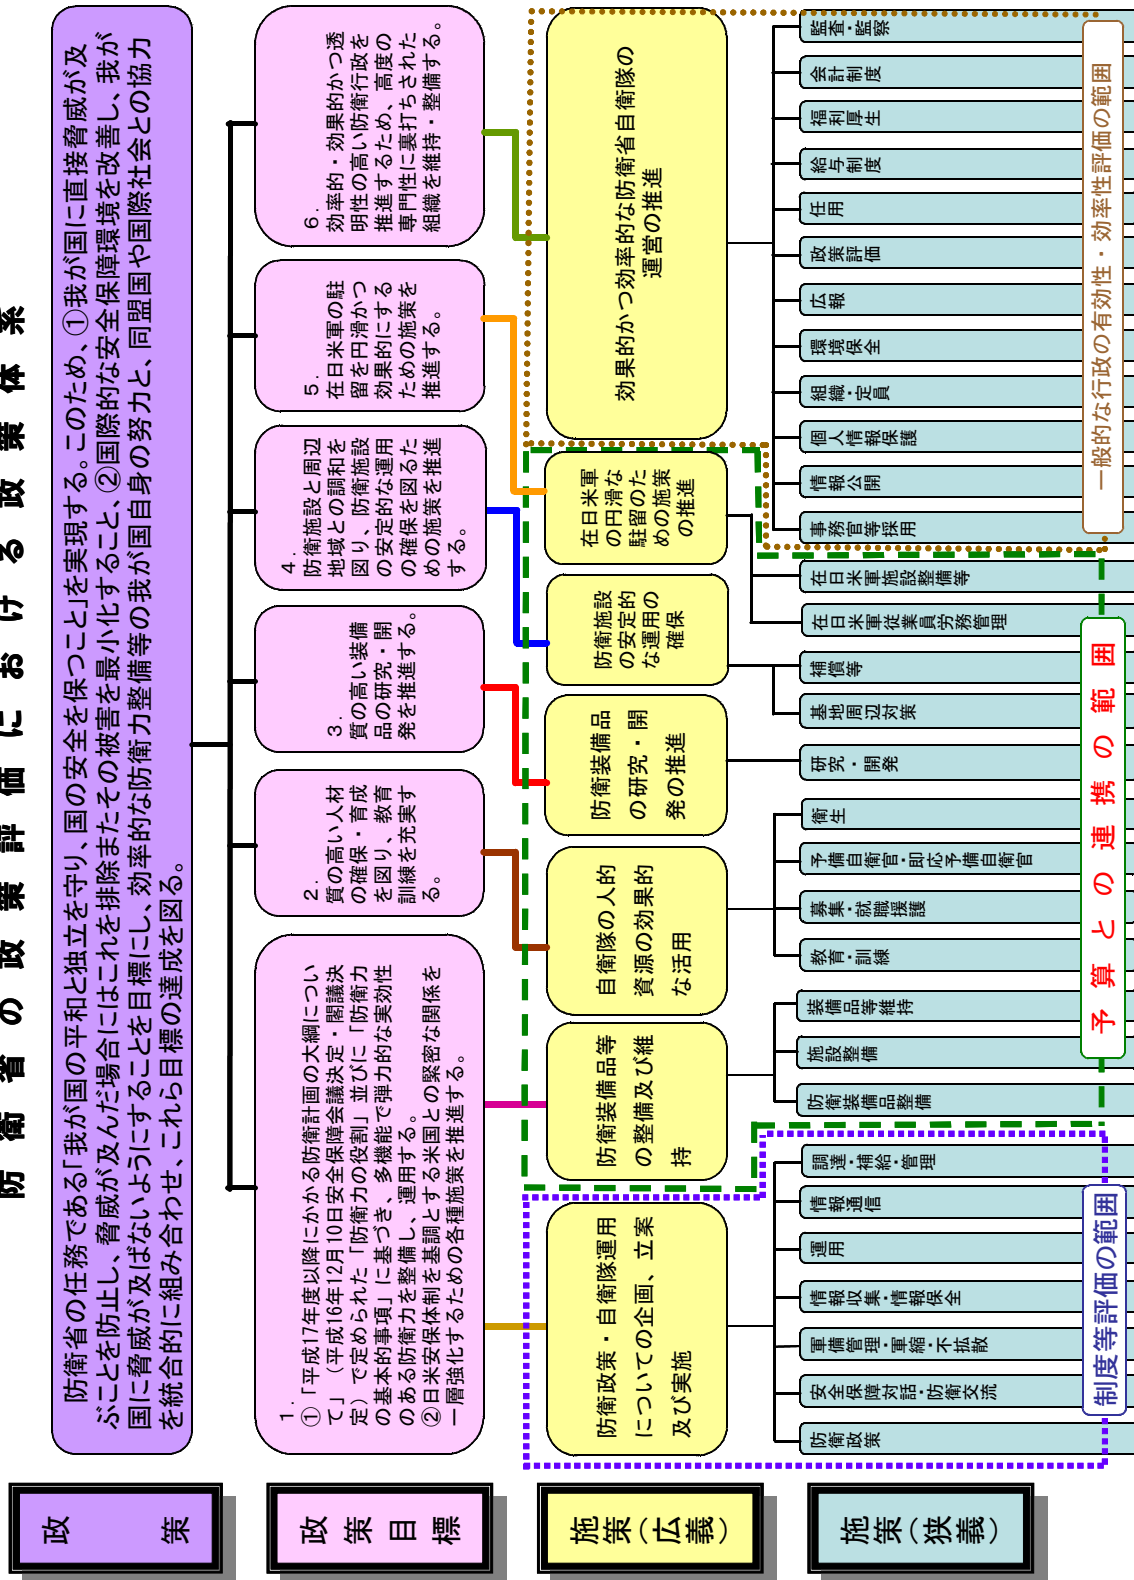 防衛省の政策評価における政策体系
政策
防衛省の任務である「我が国の平和と独立を守り、国の安全を保つこと」を実現する。このため、①我が国に直接脅威が及
ぶことを防止し、脅威が及んだ場合にはこれを排除またその被害を最小化すること、②国際的な安全保障環境を改善し、我が
国に脅威が及ばないようにすることを目標にし、効率的な防衛力整備等の我が国自身の努力と、同盟国や国際社会との協力
を統合的に組み合わせ、これら目標の達成を図る。
政策目標
1.
①「平成17年度以降にかかる防衛計画の大綱につい
て」（平成16年12月10日安全保障会議決定・閣議決
定）で定められた「防衛力の役割」並びに「防衛力
の基本的事項」に基づき、多機能で弾力的な実効性
のある防衛力を整備し、運用する。
②日米安保体制を基調とする米国との緊密な関係を
一層強化するための各種施策を推進する。
2.
質の高い人材
の確保・育成
を図り、教育
訓練を充実す
る。
3.
質の高い装備
品の研究・開
発を推進する。
4.
防衛施設と周辺
地域との調和を
図り、防衛施設
の安定的な運用
の確保を図るた
めの施策を推進
する。
5.
在日米軍の駐
留を円滑かつ
効果的にする
ための施策を
推進する。
6.
効率的・効果的かつ透
明性の高い防衛行政を
推進するため、高度の
専門性に裏打ちされた
組織を維持・整備する。
施策（広義）
防衛政策・自衛隊運用
についての企画、立案
及び実施
防衛装備品等
の整備及び維
持
自衛隊の人的
資源の効果的
な活用
防衛装備品
の研究・開
発の推進
防衛施設
の安定的
な運用の
確保
在日米軍
の円滑な
駐留のた
めの施策
の推進
効果的かつ効率的な防衛省自衛隊の
運営の推進
施策（狭義）
防衛政策
安全保障対話・防衛交流
軍備管理・軍縮・不拡散
情報収集・情報保全
運用
情報通信
調達・補給・管理
防衛装備品整備
施設整備
装備品等維持
教育・訓練
募集・就職援護
予備自衛官・即応予備自衛官
衛生
研究・開発
基地周辺対策
補償等
在日米軍従業員労務管理
在日米軍施設整備等
事務官等採用
情報公開
個人情報保護
組織・定員
環境保全
広報
政策評価
任用
給与制度
福利厚生
会計制度
監査・監察
制度等評価の範囲
予算との連携の範囲
一般的な行政の有効性・効率性評価の範囲